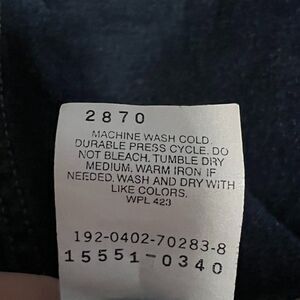 2870
MACHINE WASH COLD.
DURABLE PRESS CYCLE. DO
NOT BLEACH. TUMBLE DRY
MEDIUM. WARM IRON IF
NEEDED. WASH AND DRY WITH
LIKE COLORS.
WPL 423
192-0402-70283-8
15551-0340